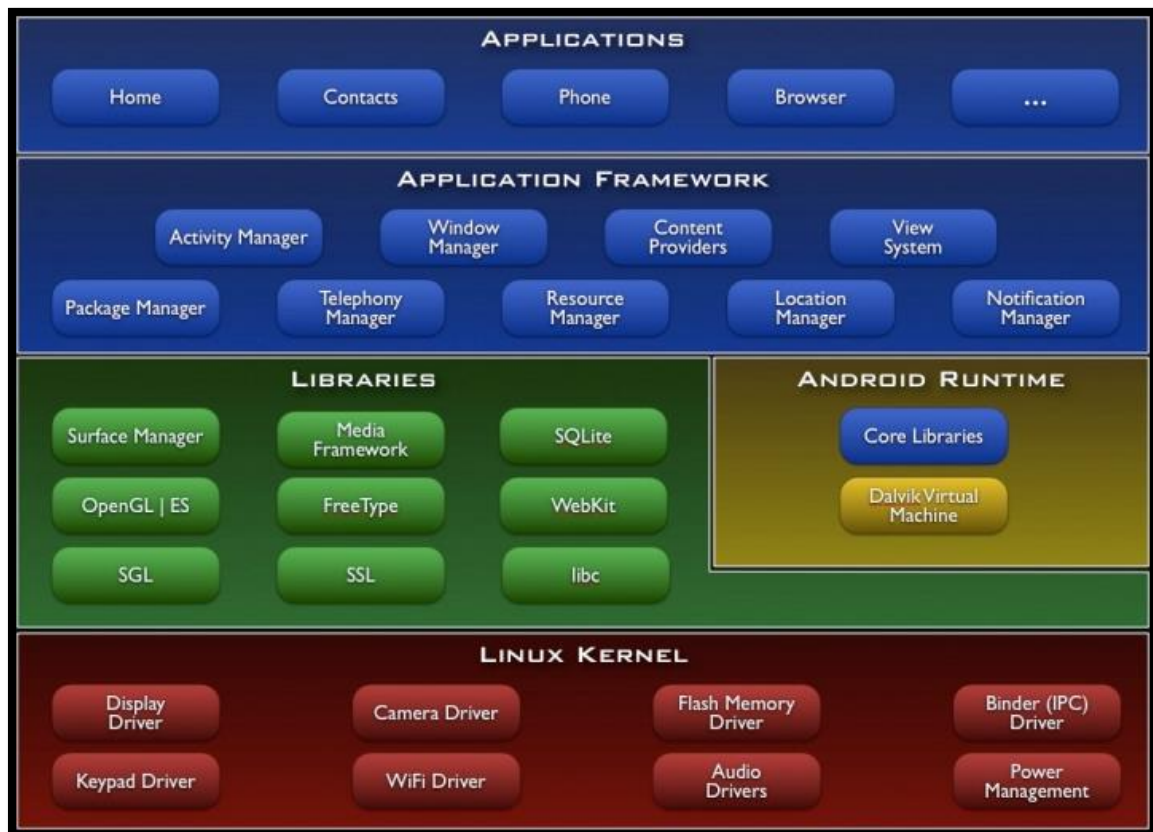 APPLICATIONS
Home
Contacts
Phone
Browser
...
APPLICATION FRAMEWORK
Activity Manager
Window
Manager
Content
Providers
View
System
Package Manager
Telephony
Manager
Resource
Manager
Location
Manager
Notification
Manager
LIBRARIES
Surface Manager
Media
Framework
SQLite
OpenGL | ES
FreeType
WebKit
SGL
SSL
libc
ANDROID RUNTIME
Core Libraries
Dalvik Virtual
Machine
LINUX KERNEL
Display
Driver
Camera Driver
Flash Memory
Driver
Binder (IPC)
Driver
Keypad Driver
WiFi Driver
Audio
Drivers
Power
Management